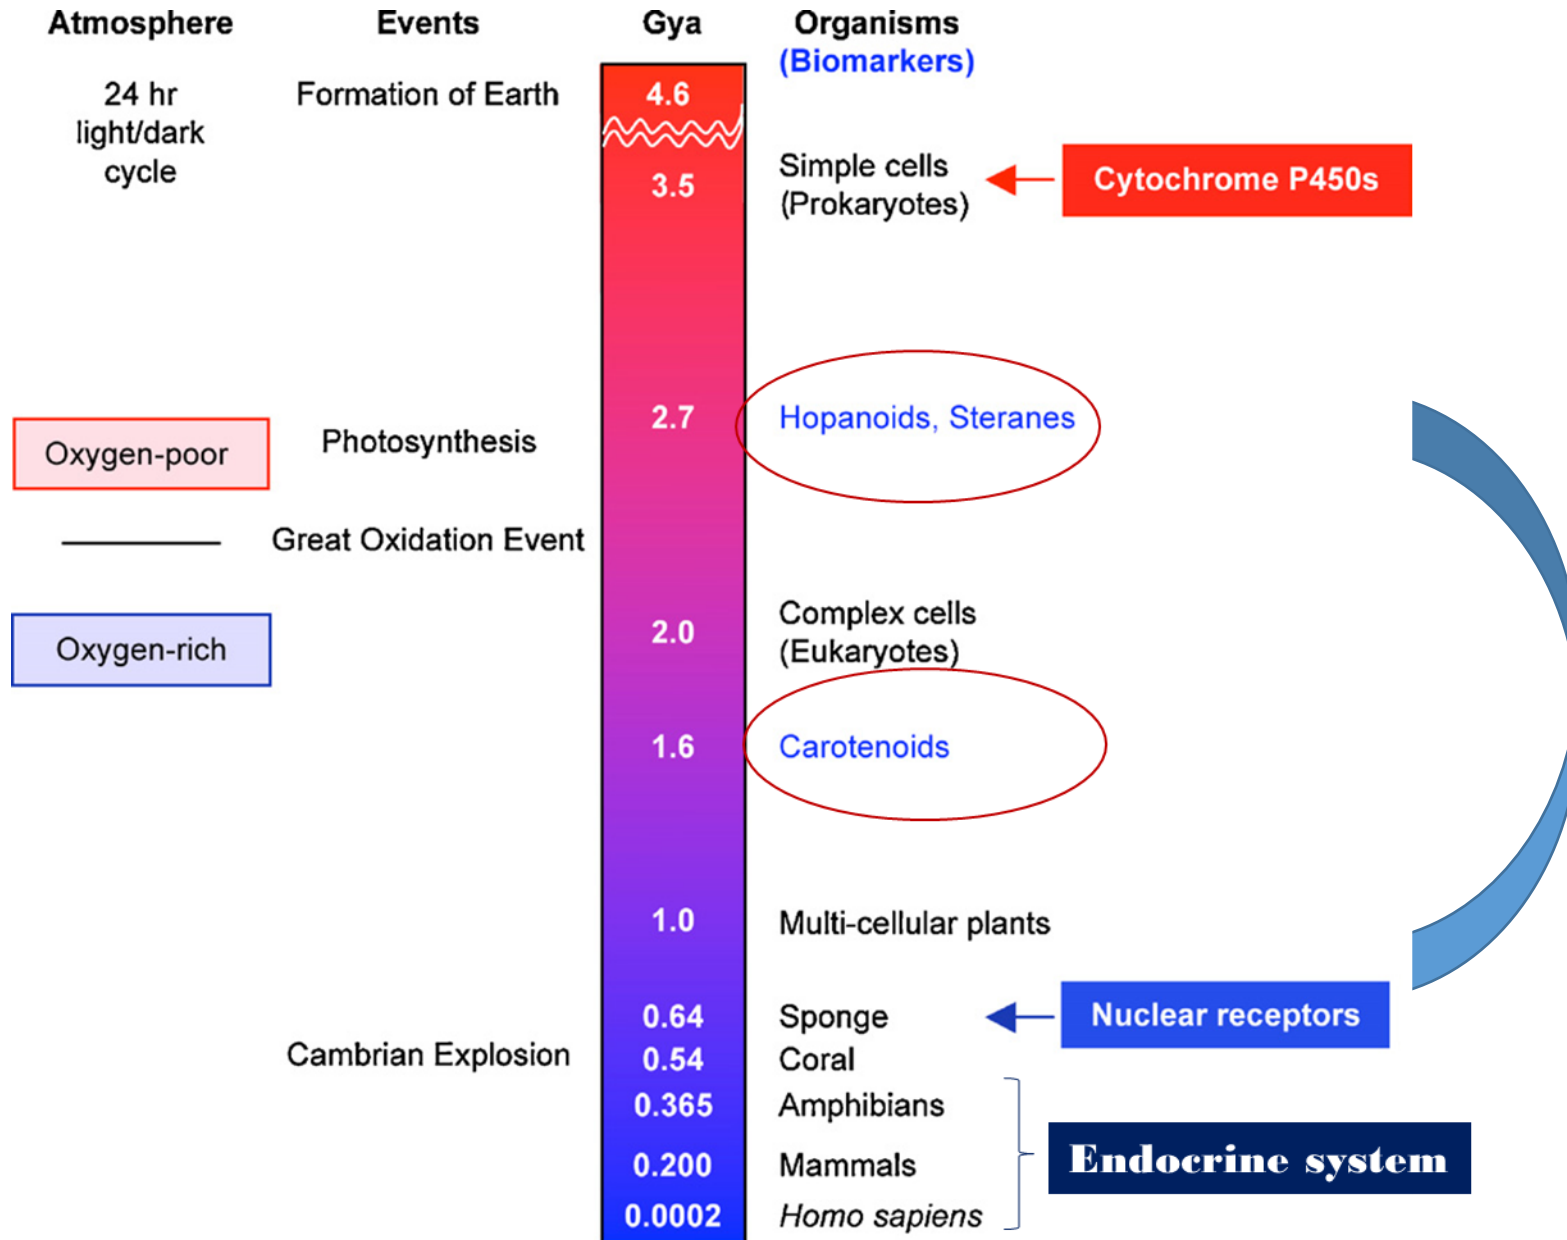 Atmosphere Events Gya Organisms
(Biomarkers)
24 hr
light/dark
cycle
Formation of Earth
4.6
3.5
Simple cells
(Prokaryotes)
Cytochrome P450s
2.7
Hopanoids, Steranes
Oxygen-poor
Photosynthesis
Great Oxidation Event
Oxygen-rich
2.0
Complex cells
(Eukaryotes)
1.6
Carotenoids
1.0
Multi-cellular plants
0.64
Sponge
Nuclear receptors
Cambrian Explosion
0.54
Coral
0.365
Amphibians
0.200
Mammals
Endocrine system
0.0002
Homo sapiens